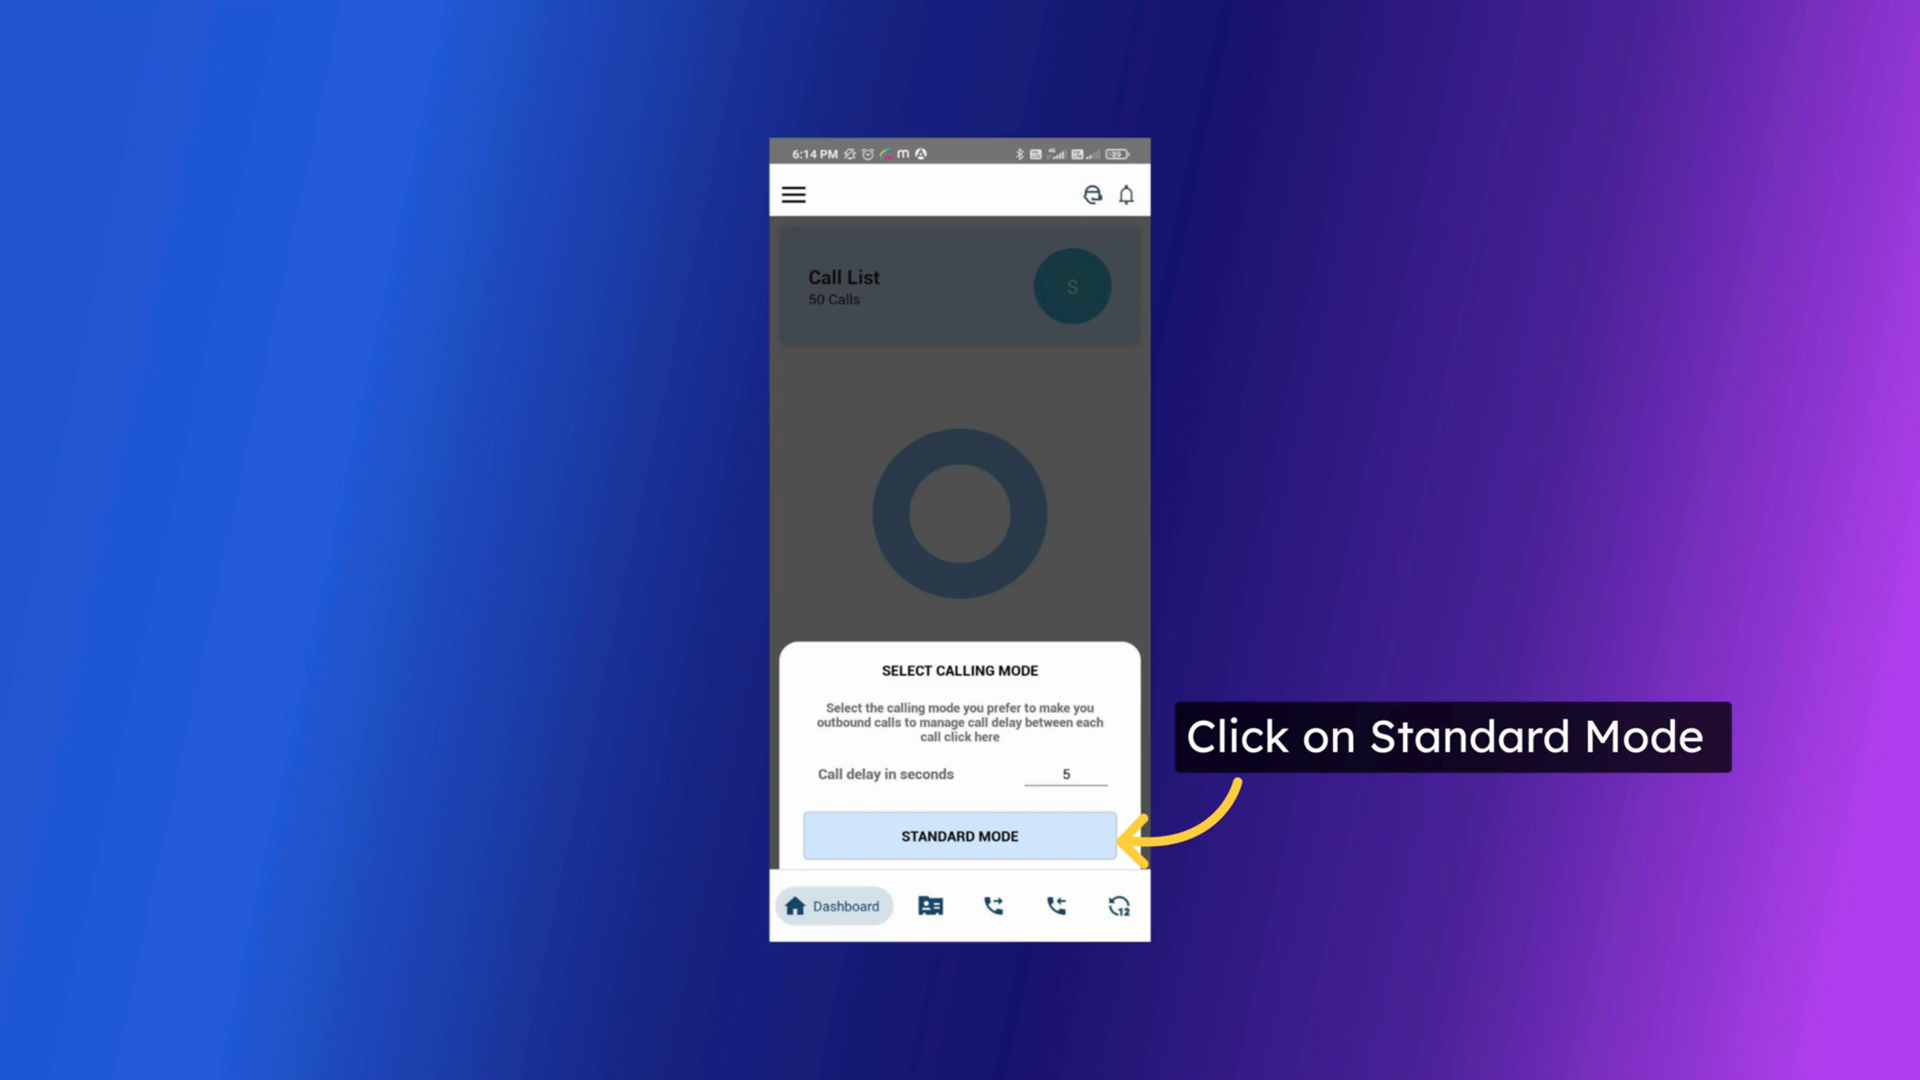 6:14 PM
Call List
50 Calls
S
SELECT CALLING MODE
Select the calling mode you prefer to make you
outbound calls to manage call delay between each
call click here
Call delay in seconds
5
Click on Standard Mode
STANDARD MODE
Dashboard
12